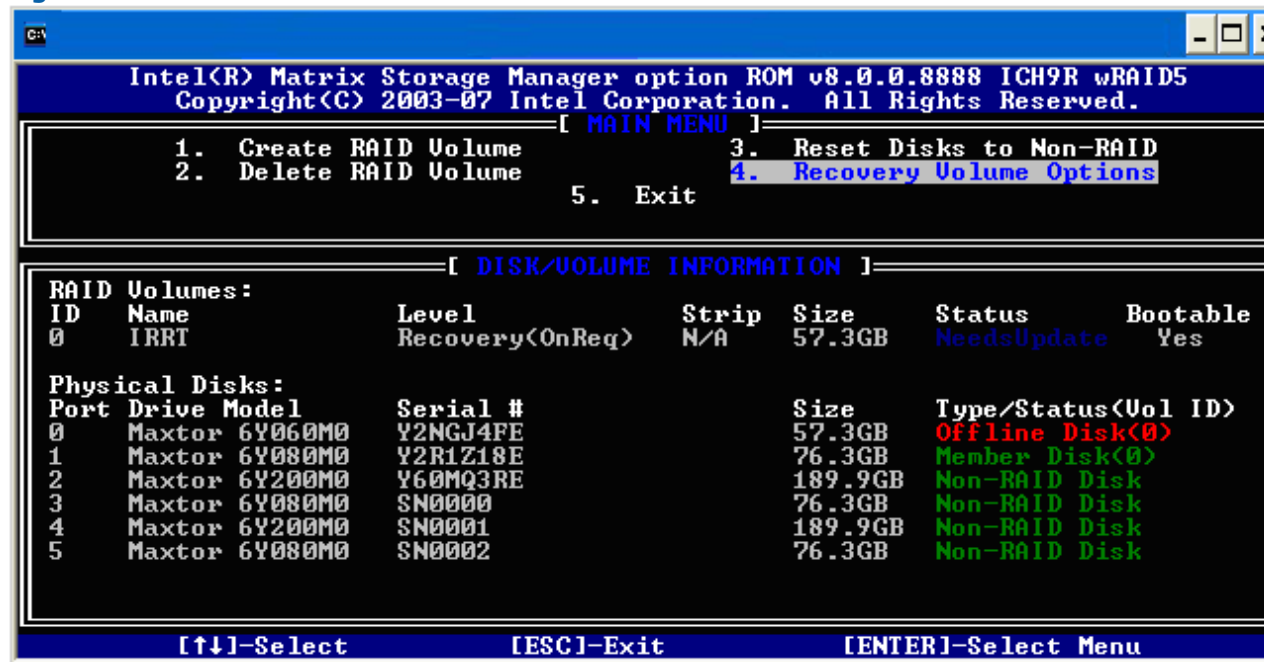 Intel(R) Matrix Storage Manager option ROM v8.0.0.8888 ICH9R wRAID5
Copyright(C) 2003-07 Intel Corporation. All Rights Reserved.
[ MAIN MENU ]
1. Create RAID Volume 3. Reset Disks to Non-RAID
2. Delete RAID Volume 4. Recovery Volume Options
5. Exit
[ DISK/VOLUME INFORMATION ]
RAID Volumes:
ID Name Level Strip Size Status Bootable
0 IRRT Recovery(OnReq) N/A 57.3GB NeedsUpdate Yes
Physical Disks:
Port Drive Model Serial # Size Type/Status(Vol ID)
0 Maxtor 6Y060M0 Y2NGJ4FE 57.3GB Offline Disk(0)
1 Maxtor 6Y080M0 Y2R1Z18E 76.3GB Member Disk(0)
2 Maxtor 6Y200M0 Y60MQ3RE 189.9GB Non-RAID Disk
3 Maxtor 6Y080M0 SN0000 76.3GB Non-RAID Disk
4 Maxtor 6Y200M0 SN0001 189.9GB Non-RAID Disk
5 Maxtor 6Y080M0 SN0002 76.3GB Non-RAID Disk
[↑↓]-Select [ESC]-Exit [ENTER]-Select Menu